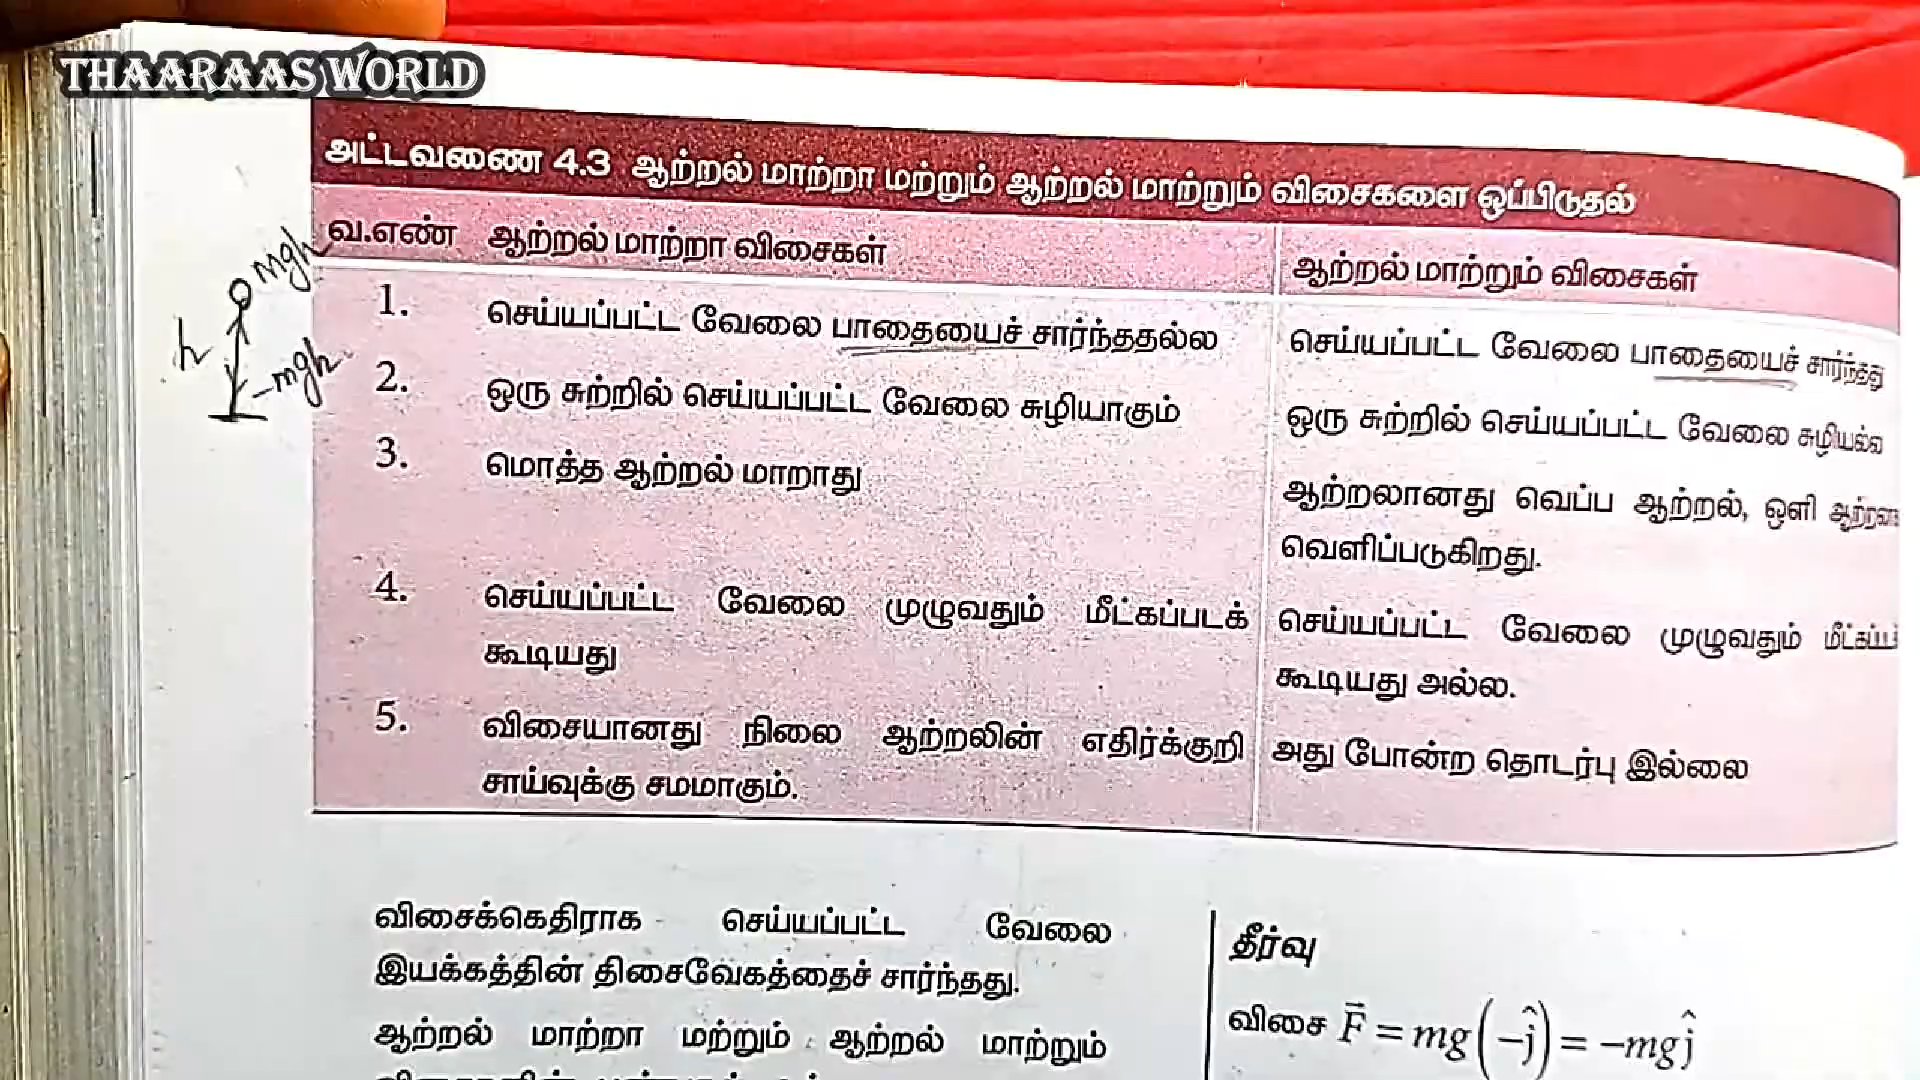 THAARAAS WORLD
அட்டவணை 4.3 ஆற்றல் மாற்றா மற்றும் ஆற்றல் மாற்றும் விசைகளை ஒப்பிடுதல்
வ.எண் ஆற்றல் மாற்றா விசைகள் ஆற்றல் மாற்றும் விசைகள்
mgh
h
-mgh
1. செய்யப்பட்ட வேலை பாதையைச் சார்ந்ததல்ல செய்யப்பட்ட வேலை பாதையைச் சார்ந்தது
2. ஒரு சுற்றில் செய்யப்பட்ட வேலை சுழியாகும் ஒரு சுற்றில் செய்யப்பட்ட வேலை சுழியல்ல
3. மொத்த ஆற்றல் மாறாது ஆற்றலானது வெப்ப ஆற்றல், ஒளி
வெளிப்படுகிறது.
4. செய்யப்பட்ட வேலை முழுவதும் மீட்கப்படக் செய்யப்பட்ட வேலை முழுவதும்
கூடியது கூடியது அல்ல.
5. விசையானது நிலை ஆற்றலின் எதிர்க்குறி அது போன்ற தொடர்பு இல்லை
சாய்வுக்கு சமமாகும்.
விசைக்கெதிராக செய்யப்பட்ட வேலை
இயக்கத்தின் திசைவேகத்தைச் சார்ந்தது.
ஆற்றல் மாற்றா மற்றும் ஆற்றல் மாற்றும்
தீர்வு
விசை F⃗ = mg(−ĵ) = −mgĵ